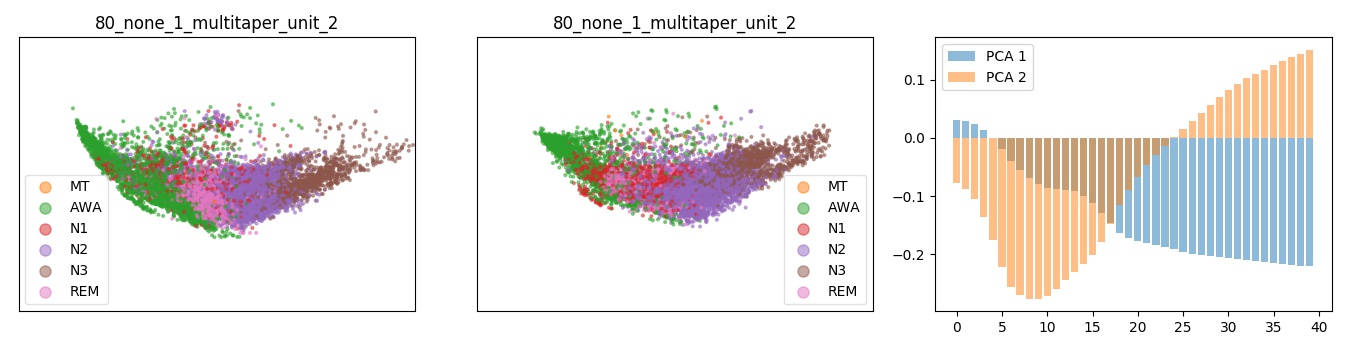 80_none_1_multitaper_unit_2
MT
AWA
N1
N2
N3
REM
80_none_1_multitaper_unit_2
MT
AWA
N1
N2
N3
REM
PCA 1
PCA 2
0.1
0.0
−0.1
−0.2
0 5 10 15 20 25 30 35 40